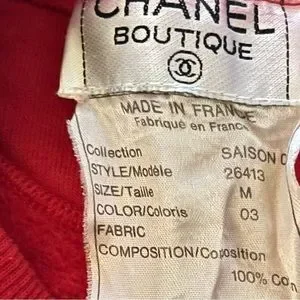 CHANEL
BOUTIQUE
MADE IN FRANCE
Fabriqué en France
Collection SAISON
STYLE/Modèle 26413
SIZE/Taille M
COLOR/Coloris 03
FABRIC
COMPOSITION/Composition
100%